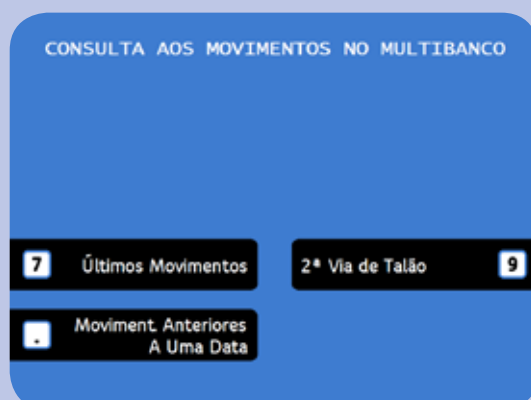 CONSULTA AOS MOVIMENTOS NO MULTIBANCO
7 Últimos Movimentos
2ª Via de Talão 9
. Moviment. Anteriores
A Uma Data